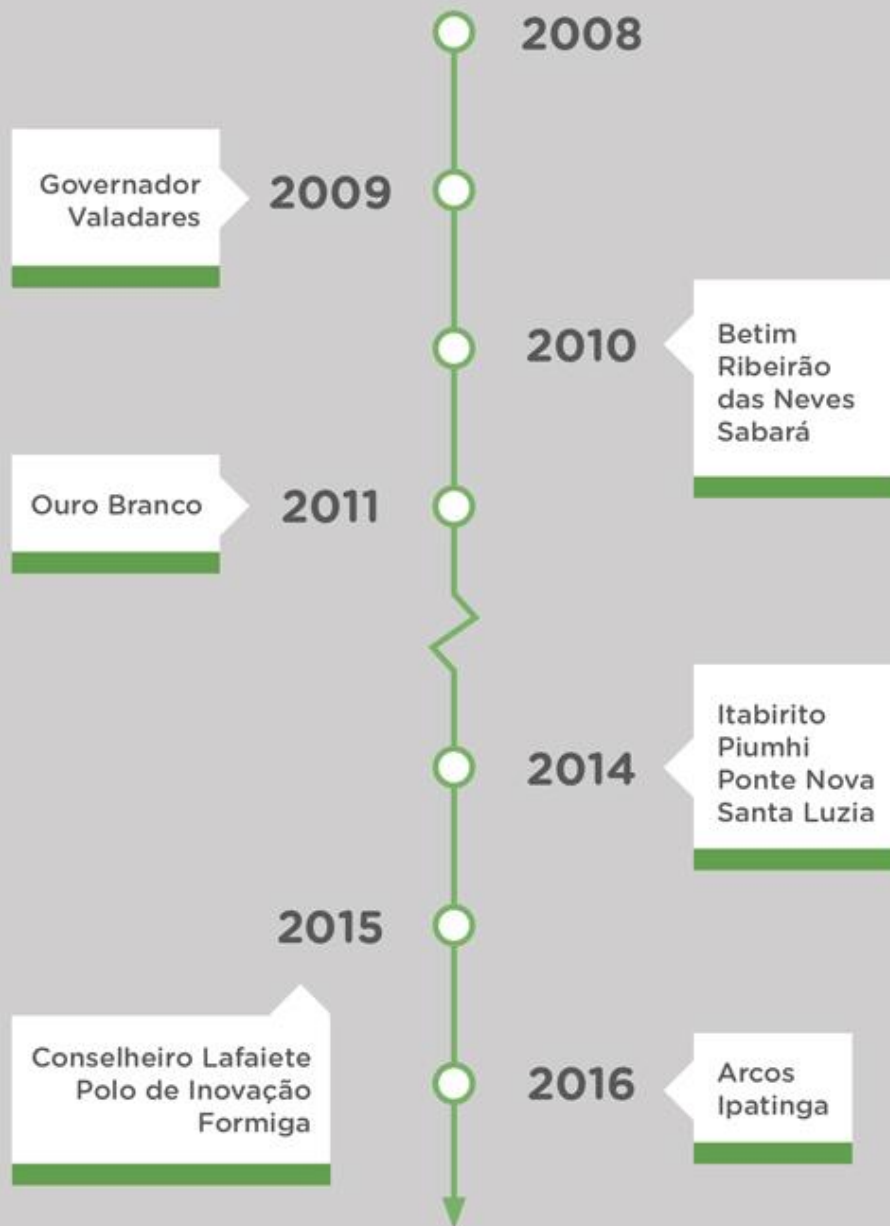 2008
Governador
Valadares
2009
2010
Betim
Ribeirão
das Neves
Sabará
Ouro Branco
2011
2014
Itabirito
Piumhi
Ponte Nova
Santa Luzia
2015
Conselheiro Lafaiete
Polo de Inovação
Formiga
2016
Arcos
Ipatinga